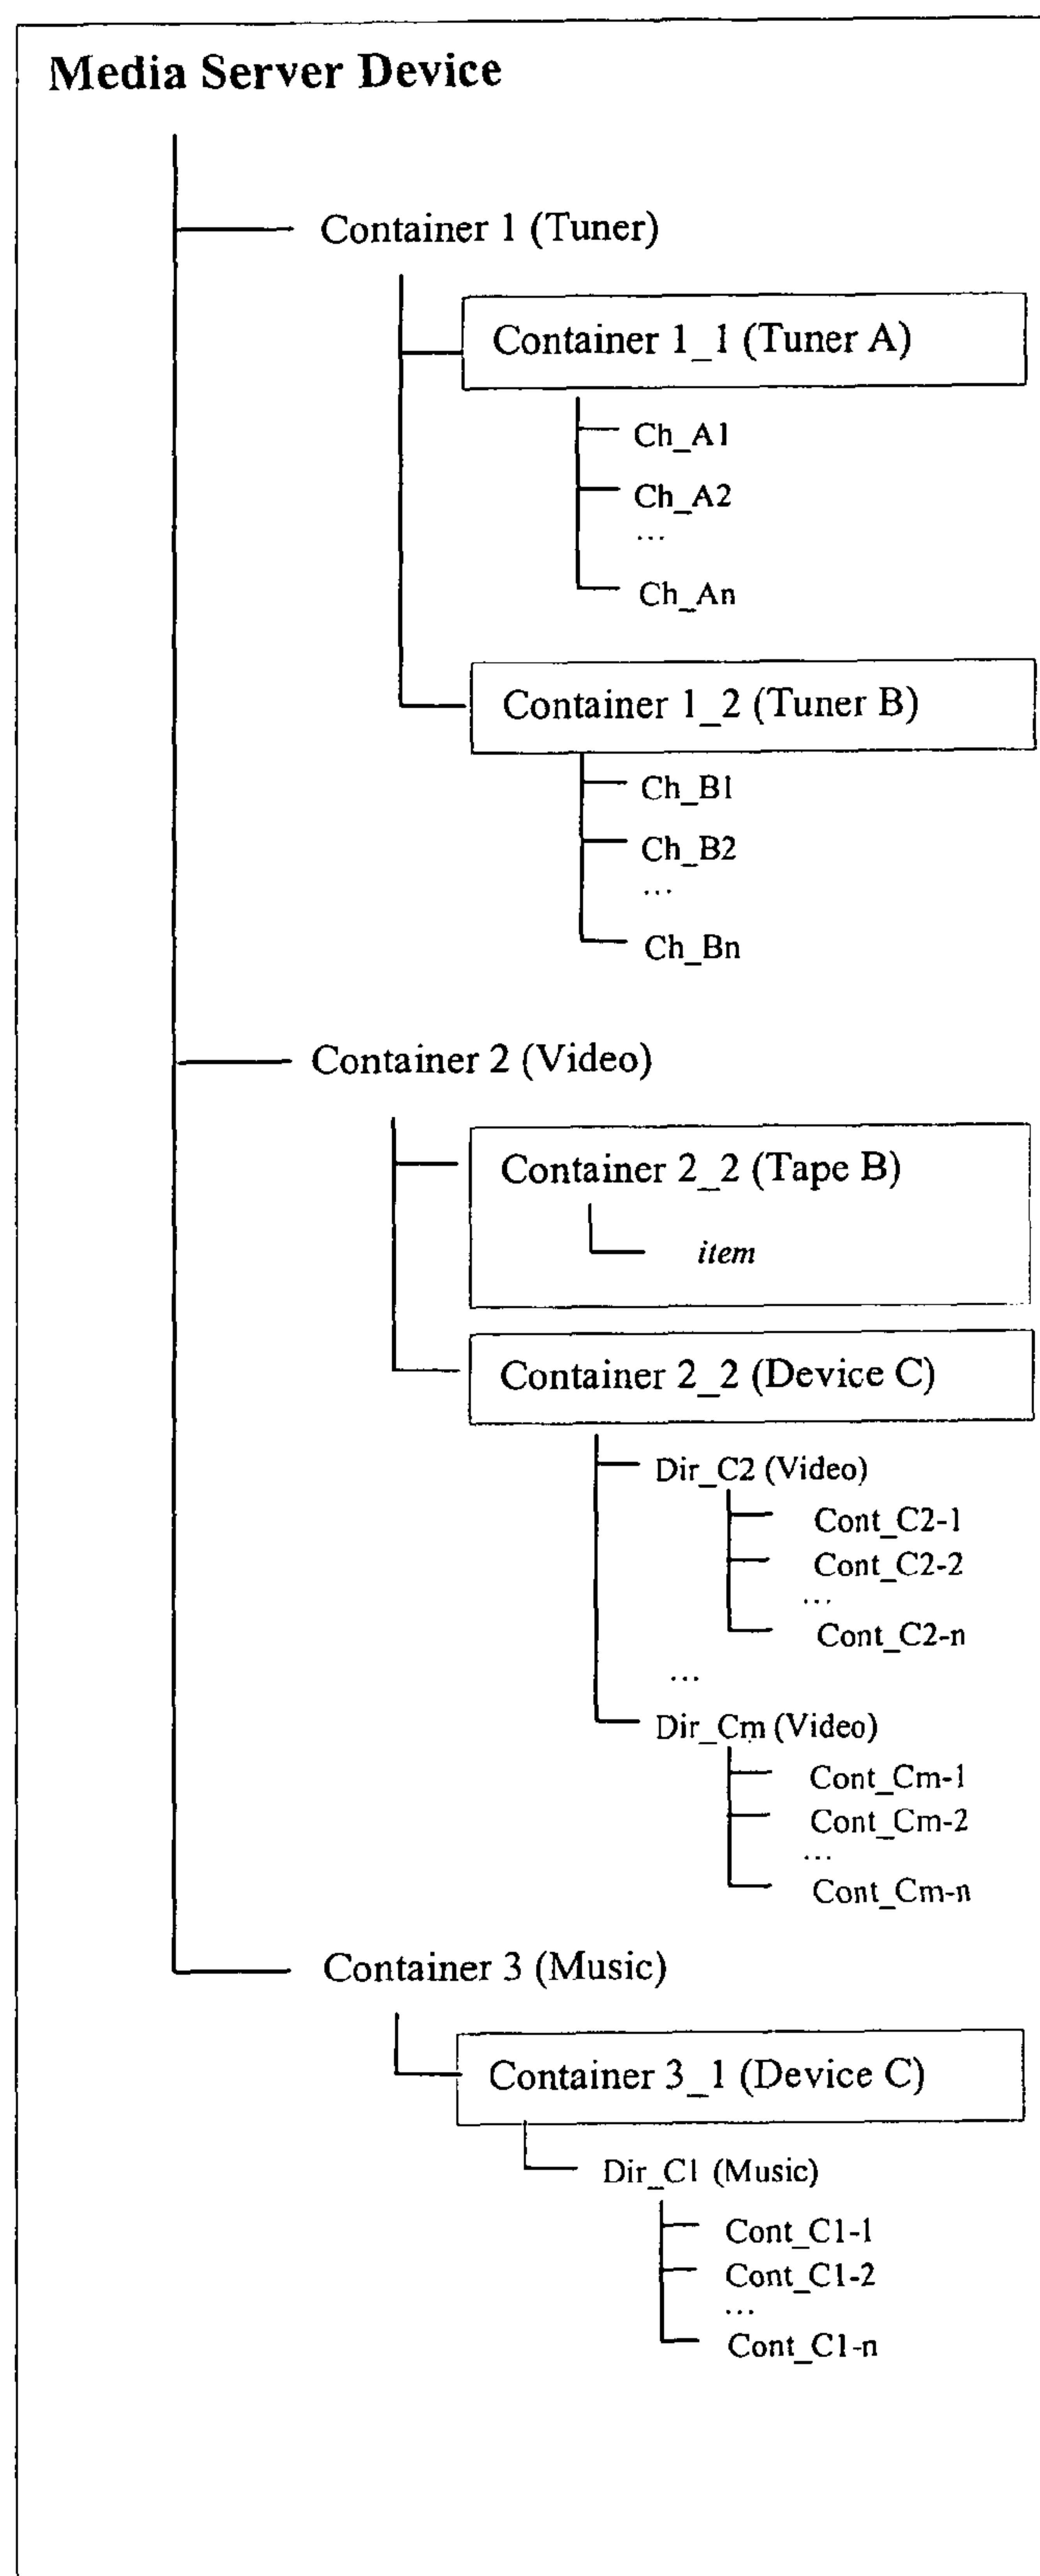 Media Server Device
Container 1 (Tuner)
Container 1_1 (Tuner A)
Ch_A1
Ch_A2
...
Ch_An
Container 1_2 (Tuner B)
Ch_B1
Ch_B2
...
Ch_Bn
Container 2 (Video)
Container 2_2 (Tape B)
item
Container 2_2 (Device C)
Dir_C2 (Video)
Cont_C2-1
Cont_C2-2
...
Cont_C2-n
...
Dir_Cm (Video)
Cont_Cm-1
Cont_Cm-2
...
Cont_Cm-n
Container 3 (Music)
Container 3_1 (Device C)
Dir_C1 (Music)
Cont_C1-1
Cont_C1-2
...
Cont_C1-n